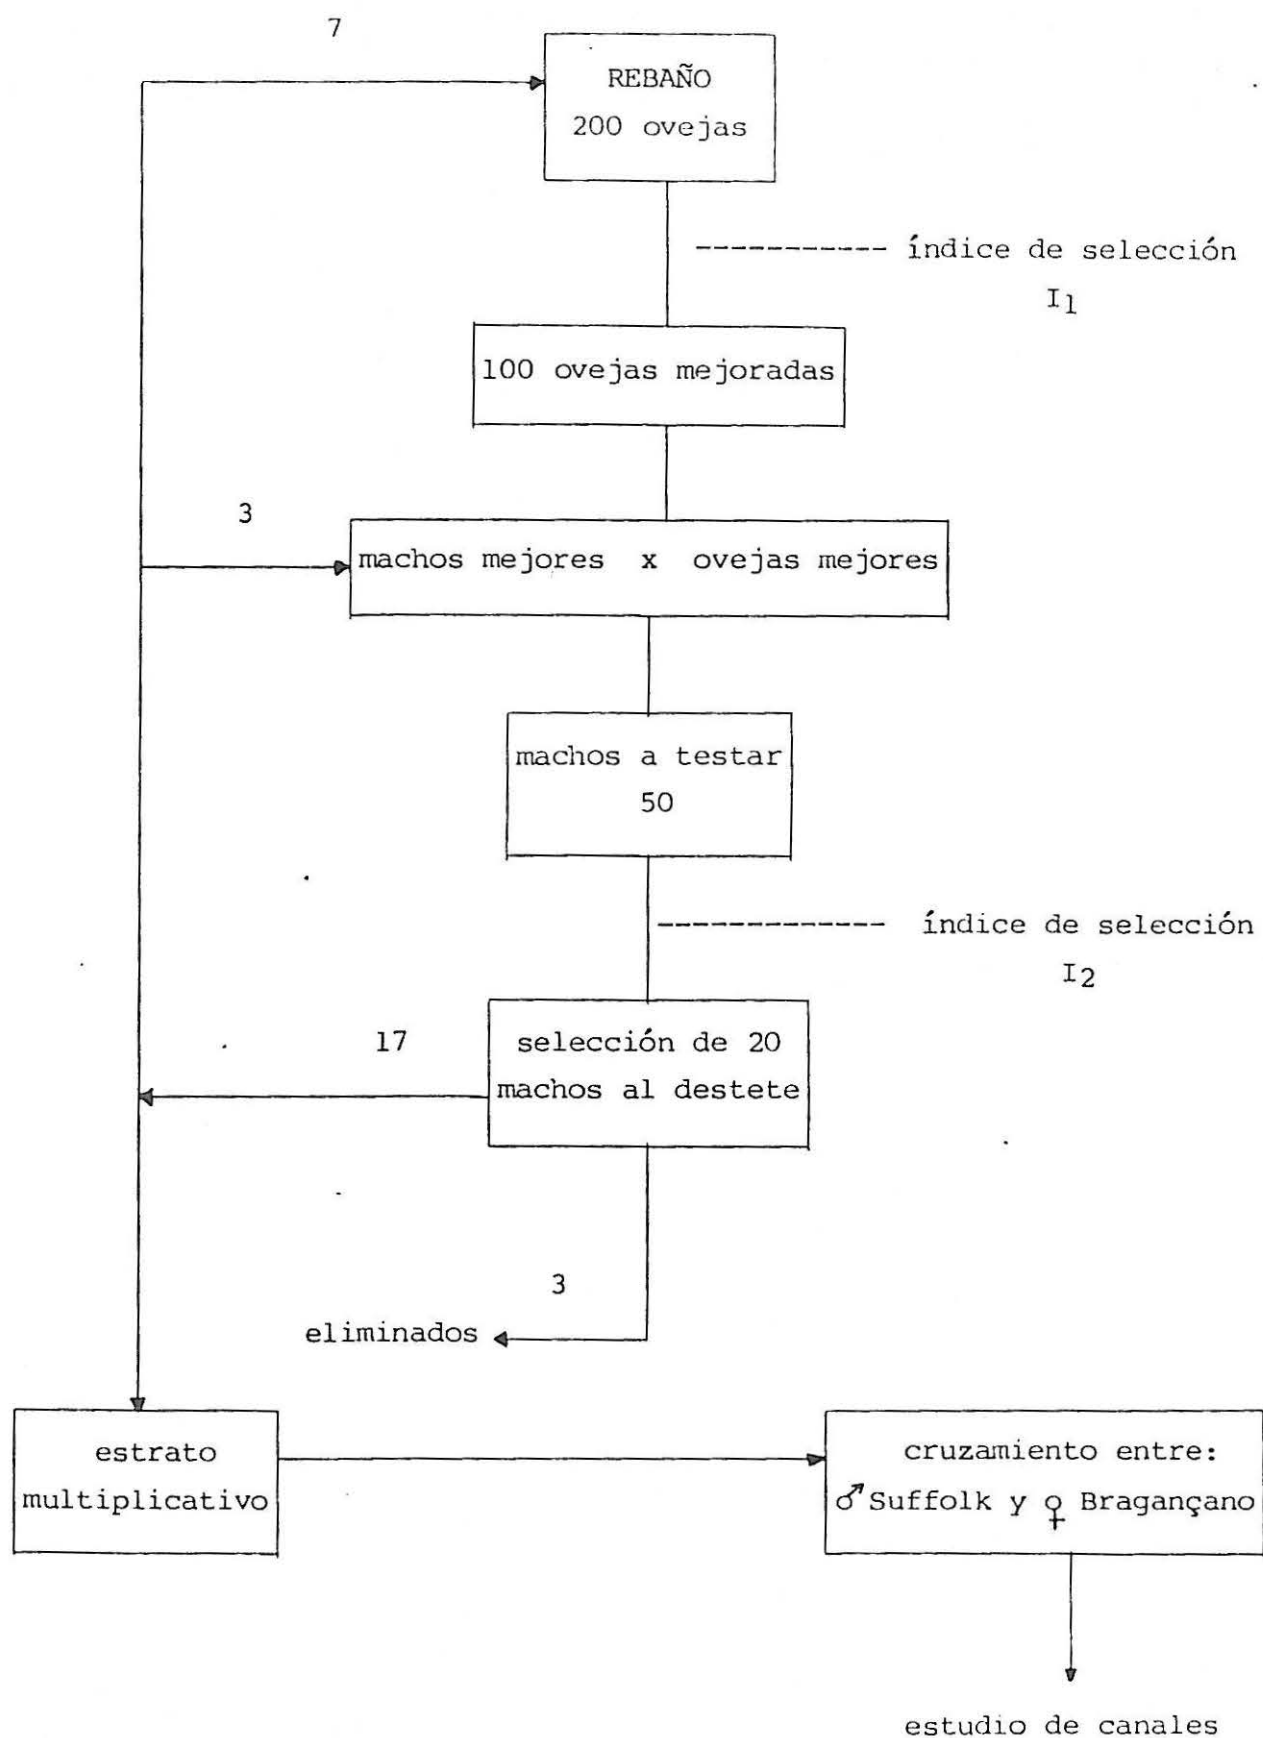 7
REBAÑO
200 ovejas
----------- índice de selección
I1
100 ovejas mejoradas
3
machos mejores x ovejas mejores
machos a testar
50
------------- índice de selección
I2
17
selección de 20
machos al destete
3
eliminados
estrato
multiplicativo
cruzamiento entre:
♂ Suffolk y ♀ Bragançano
estudio de canales